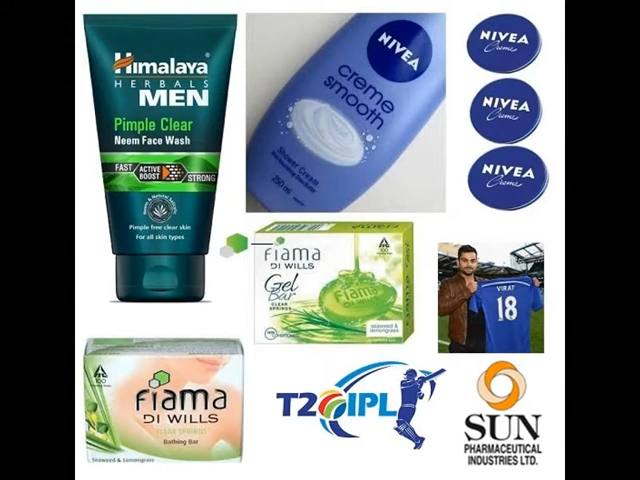 Himalaya
HERBALS
MEN
Pimple Clear
Neem Face Wash
FAST
ACTIVE
BOOST
STRONG
Pimple free clear skin
For all skin types
NIVEA
creme
smooth
Shower Cream
250 ml
NIVEA
Creme
NIVEA
Creme
NIVEA
Creme
fiama
DI WILLS
Gel
Bar
CLEAR
SPRINGS
fiama
seaweed &
lemongrass
VIRAT
18
fiama
DI WILLS
CLEAR SPRINGS
Bathing Bar
Seaweed & Lemongrass
T20 IPL
SUN
PHARMACEUTICAL
INDUSTRIES LTD.